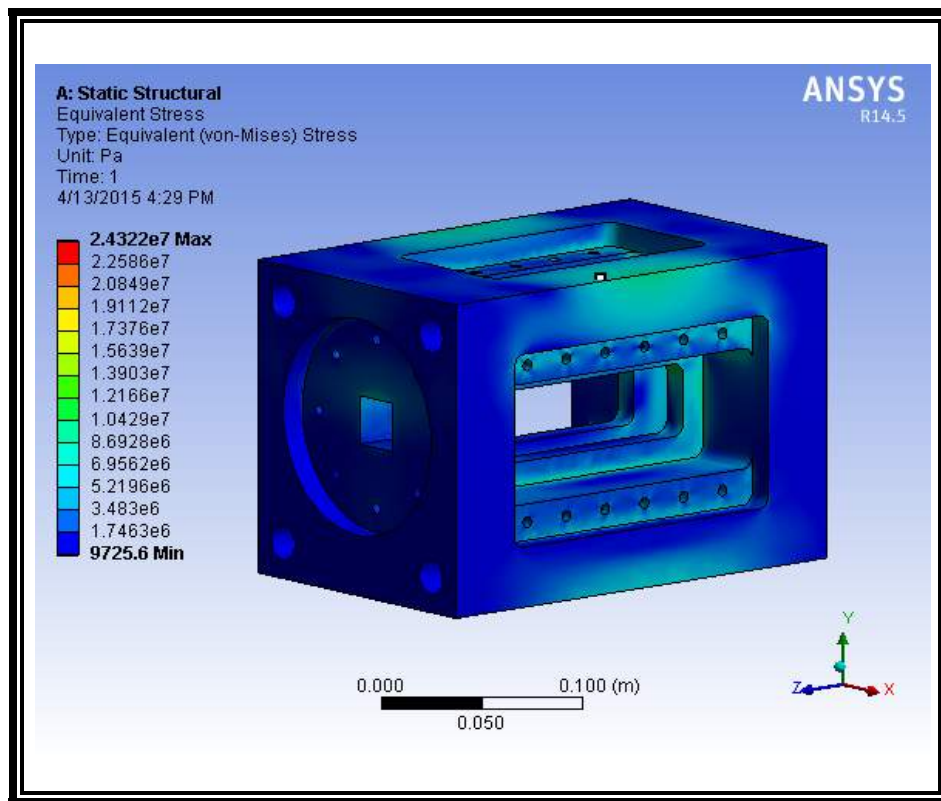 A: Static Structural
Equivalent Stress
Type: Equivalent (von-Mises) Stress
Unit: Pa
Time: 1
4/13/2015 4:29 PM
ANSYS
R14.5
2.4322e7 Max
2.2586e7
2.0849e7
1.9112e7
1.7376e7
1.5639e7
1.3903e7
1.2166e7
1.0429e7
8.6928e6
6.9562e6
5.2196e6
3.483e6
1.7463e6
9725.6 Min
0.000 0.100 (m)
0.050
Y
Z X